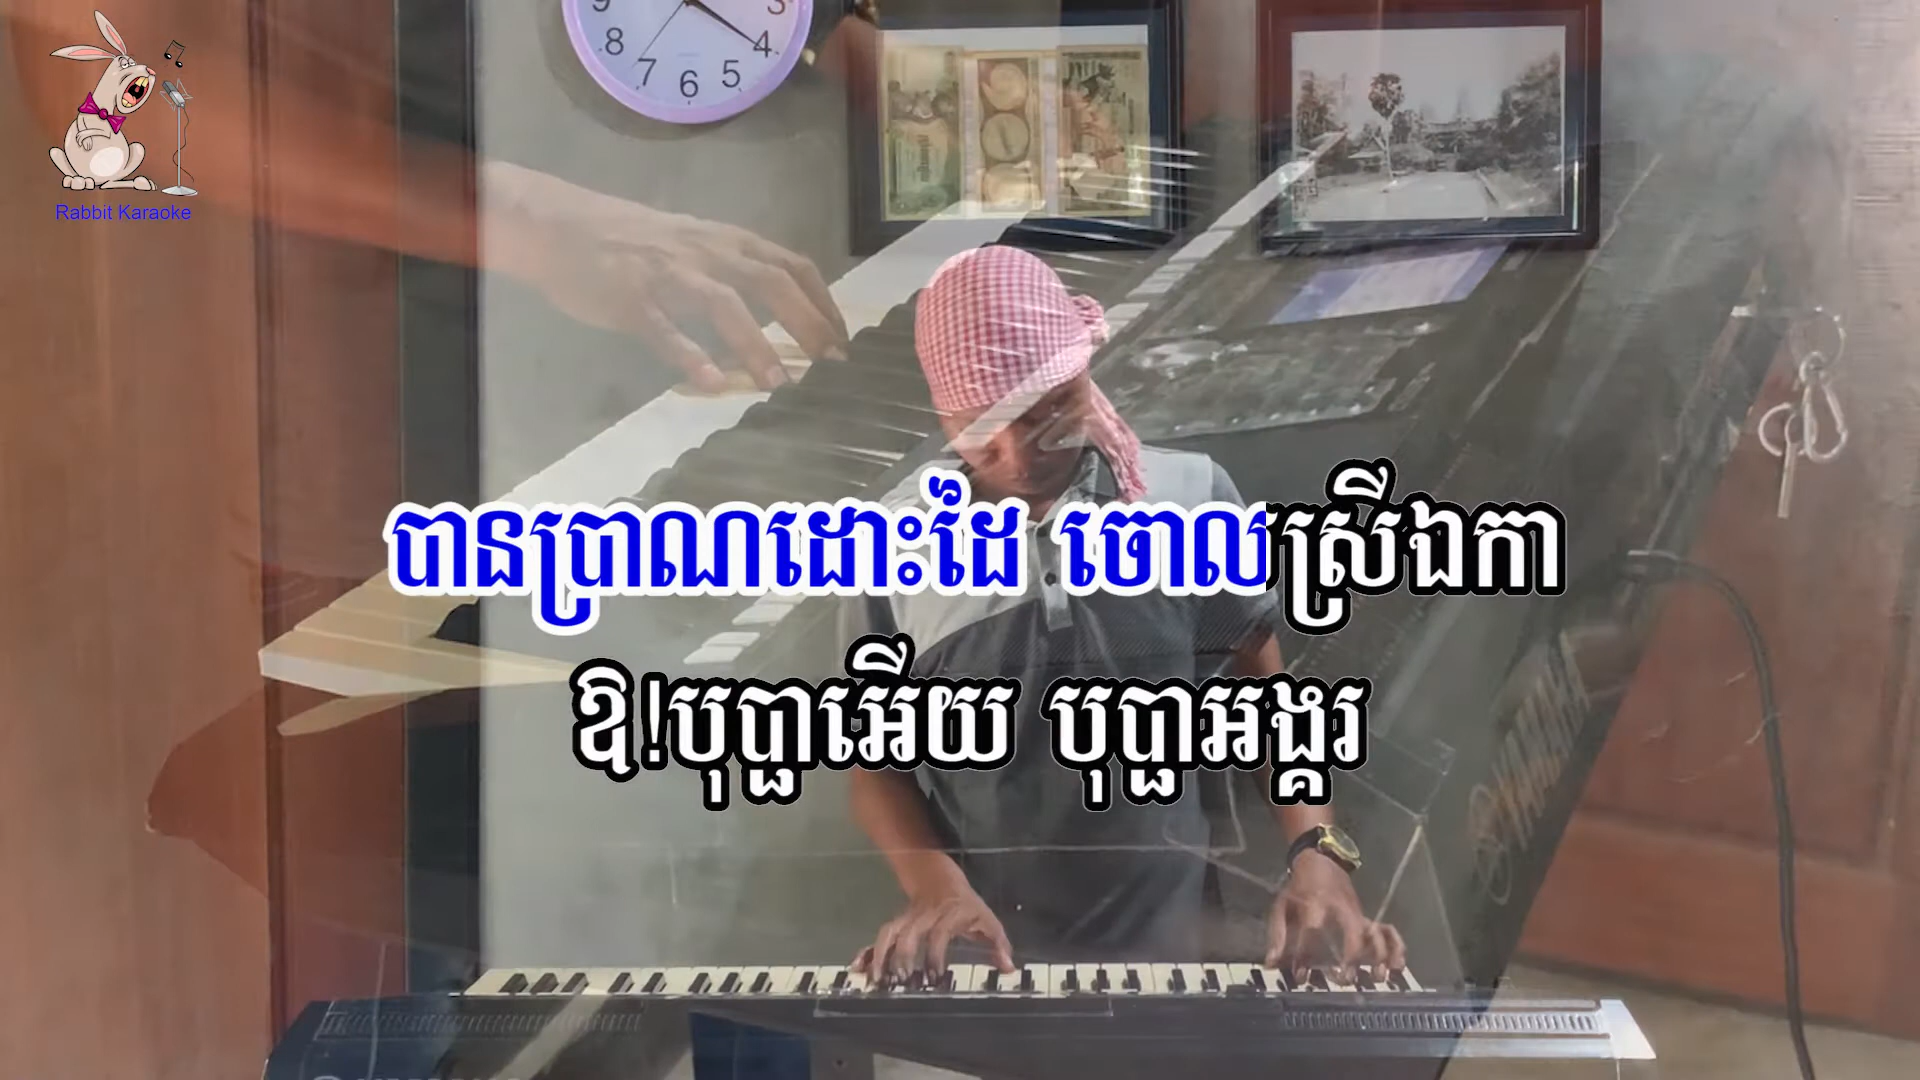 Rabbit Karaoke
បានប្រាណដោះដៃ ចោលស្រីឯកា
ឱ!បុប្ផាអើយ បុប្ផាអង្គរ
YAMAHA